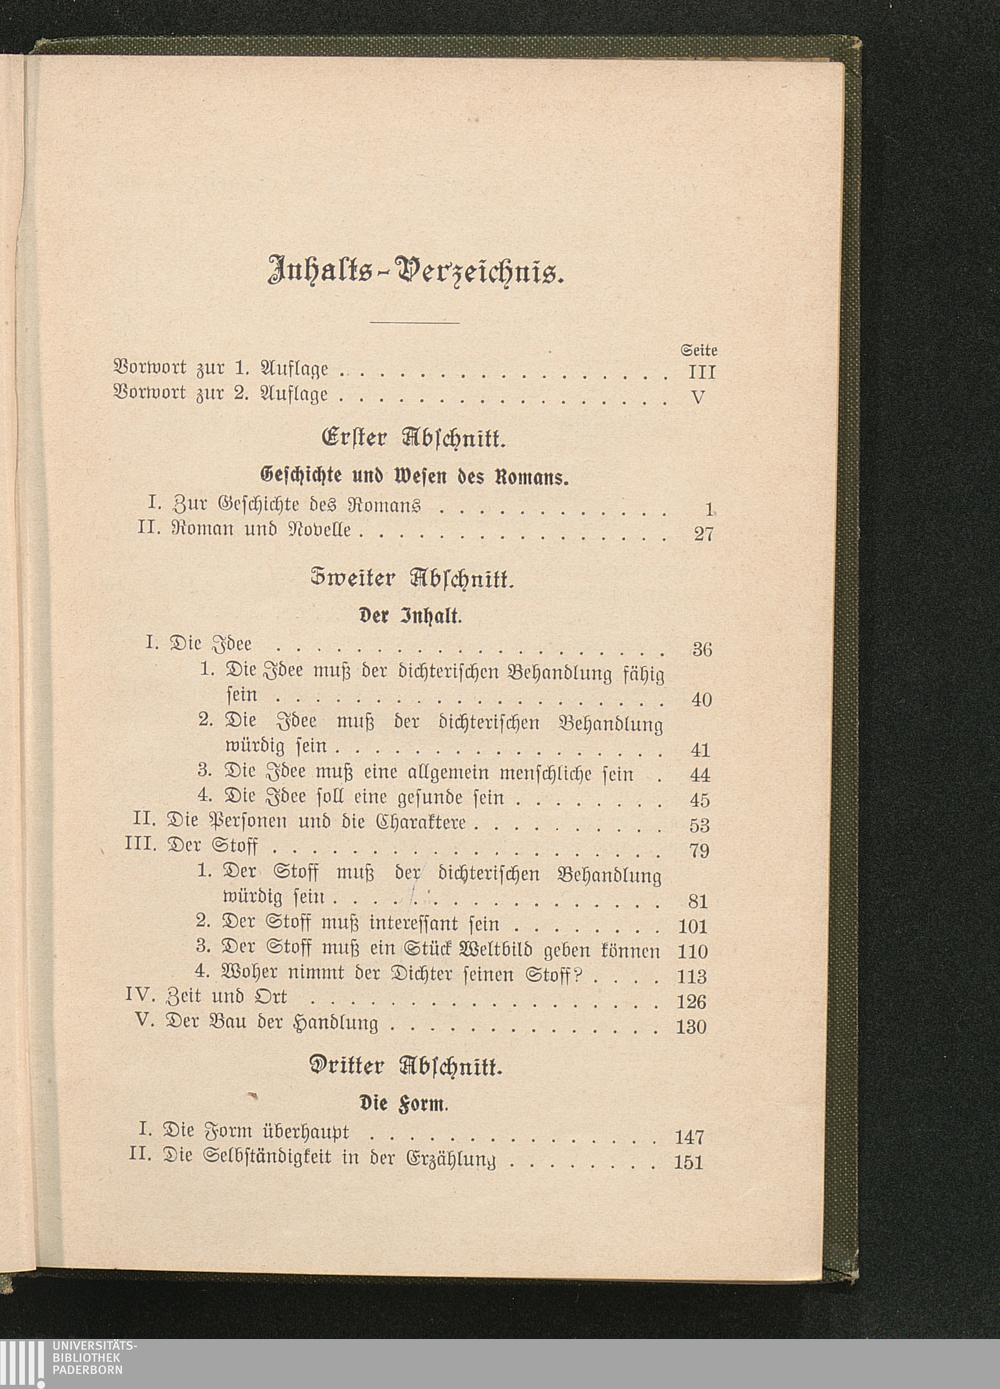 Inhalts-Verzeichnis.
Seite
Vorwort zur 1. Auflage . . . . . . . . . . . . . . . . . III
Vorwort zur 2. Auflage . . . . . . . . . . . . . . . . . V
Erster Abschnitt.
Geschichte und Wesen des Romans.
I. Zur Geschichte des Romans . . . . . . . . . . . . 1
II. Roman und Novelle . . . . . . . . . . . . . . . . 27
Zweiter Abschnitt.
Der Inhalt.
I. Die Idee . . . . . . . . . . . . . . . . . . . . 36
1. Die Idee muß der dichterischen Behandlung fähig
sein . . . . . . . . . . . . . . . . . . . . 40
2. Die Idee muß der dichterischen Behandlung
würdig sein . . . . . . . . . . . . . . . . . 41
3. Die Idee muß eine allgemein menschliche sein . 44
4. Die Idee soll eine gesunde sein . . . . . . . . 45
II. Die Personen und die Charaktere . . . . . . . . . . 53
III. Der Stoff . . . . . . . . . . . . . . . . . . . . 79
1. Der Stoff muß der dichterischen Behandlung
würdig sein . . . . . . . . . . . . . . . . . 81
2. Der Stoff muß interessant sein . . . . . . . . 101
3. Der Stoff muß ein Stück Weltbild geben können 110
4. Woher nimmt der Dichter seinen Stoff? . . . . 113
IV. Zeit und Ort . . . . . . . . . . . . . . . . . . 126
V. Der Bau der Handlung . . . . . . . . . . . . . . 130
Dritter Abschnitt.
Die Form.
I. Die Form überhaupt . . . . . . . . . . . . . . . 147
II. Die Selbständigkeit in der Erzählung . . . . . . . . 151
UNIVERSITÄTS-
BIBLIOTHEK
PADERBORN